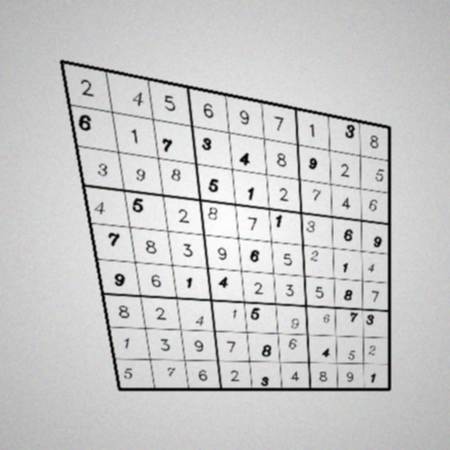 2 4 5 6 9 7 1 3 8
6 1 7 3 4 8 9 2 5
3 9 8 5 1 2 7 4 6
4 5 2 8 7 1 3 6 9
7 8 3 9 6 5 2 1 4
9 6 1 4 2 3 5 8 7
8 2 4 1 5 9 6 7 3
1 3 9 7 8 6 4 5 2
5 7 6 2 3 4 8 9 1